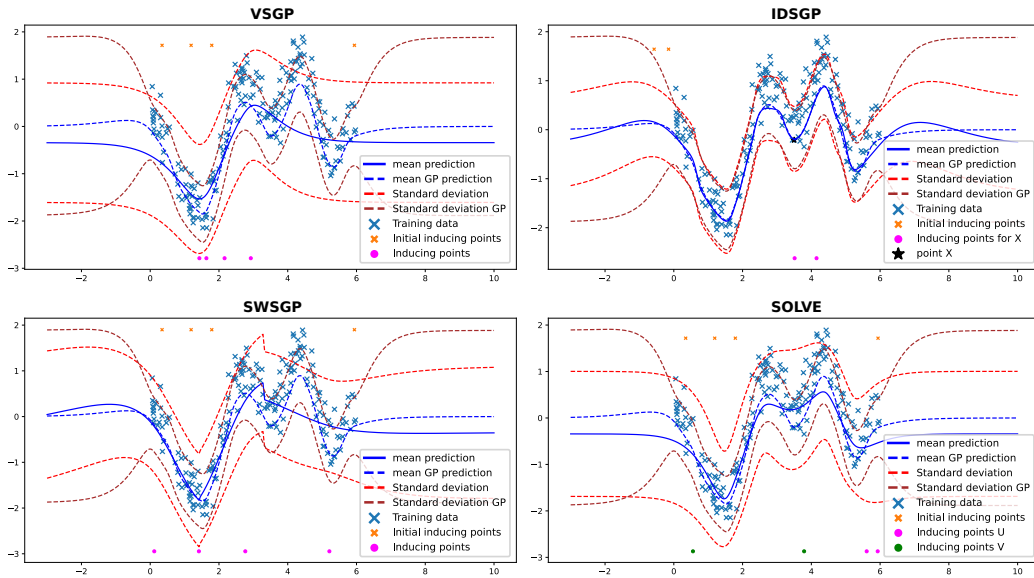 VSGP
2
1
0
−1
−2
−3
−2
0
2
4
6
8
10
mean prediction
mean GP prediction
Standard deviation
Standard deviation GP
Training data
Initial inducing points
Inducing points
IDSGP
2
1
0
−1
−2
−2
0
2
4
6
8
10
mean prediction
mean GP prediction
Standard deviation
Standard deviation GP
Training data
Initial inducing points
Inducing points for X
point X
SWSGP
2
1
0
−1
−2
−3
−2
0
2
4
6
8
10
mean prediction
mean GP prediction
Standard deviation
Standard deviation GP
Training data
Initial inducing points
Inducing points
SOLVE
2
1
0
−1
−2
−3
−2
0
2
4
6
8
10
mean prediction
mean GP prediction
Standard deviation
Standard deviation GP
Training data
Initial inducing points
Inducing points U
Inducing points V